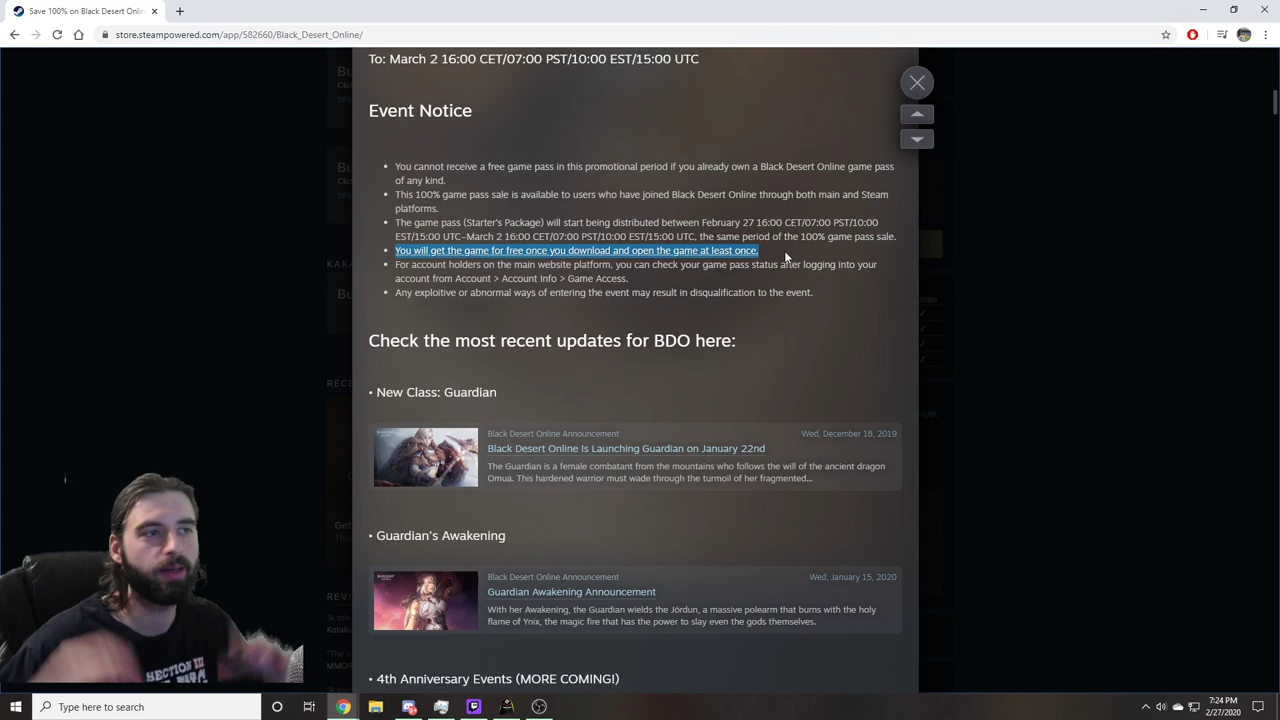 Save 100% on Black Desert Onlin
store.steampowered.com/app/582660/Black_Desert_Online/
To: March 2 16:00 CET/07:00 PST/10:00 EST/15:00 UTC
Event Notice
• You cannot receive a free game pass in this promotional period if you already own a Black Desert Online game pass
of any kind.
• This 100% game pass sale is available to users who have joined Black Desert Online through both main and Steam
platforms.
• The game pass (Starter's Package) will start being distributed between February 27 16:00 CET/07:00 PST/10:00
EST/15:00 UTC–March 2 16:00 CET/07:00 PST/10:00 EST/15:00 UTC, the same period of the 100% game pass sale.
• You will get the game for free once you download and open the game at least once.
• For account holders on the main website platform, you can check your game pass status after logging into your
account from Account > Account Info > Game Access.
• Any exploitive or abnormal ways of entering the event may result in disqualification to the event.
Check the most recent updates for BDO here:
• New Class: Guardian
Black Desert Online Announcement
Wed, December 18, 2019
Black Desert Online Is Launching Guardian on January 22nd
The Guardian is a female combatant from the mountains who follows the will of the ancient dragon
Omua. This hardened warrior must wade through the turmoil of her fragmented...
• Guardian's Awakening
Black Desert Online Announcement
Wed, January 15, 2020
Guardian Awakening Announcement
With her Awakening, the Guardian wields the Jördun, a massive polearm that burns with the holy
flame of Ynix, the magic fire that has the power to slay even the gods themselves.
• 4th Anniversary Events (MORE COMING!)
KAKA
RECE
Get
REVI
Kotak
MMOR
SECTION III
Type here to search
7:24 PM
2/27/2020